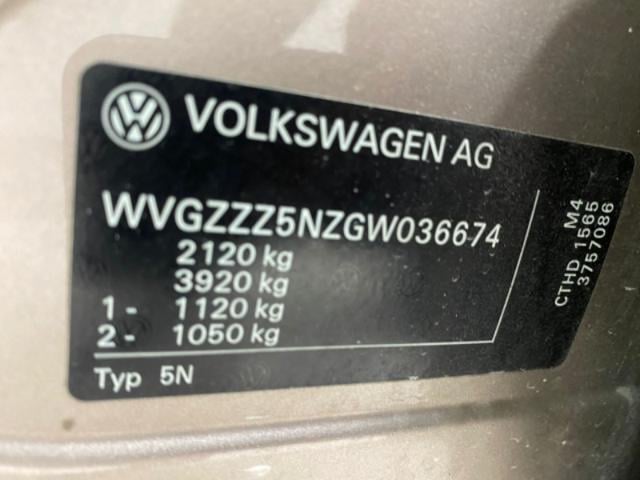 VOLKSWAGEN AG
WVGZZZ5NZGW036674
2120 kg
3920 kg
1 - 1120 kg
2 - 1050 kg
Typ 5N
M4
CTHD 1565
3757086